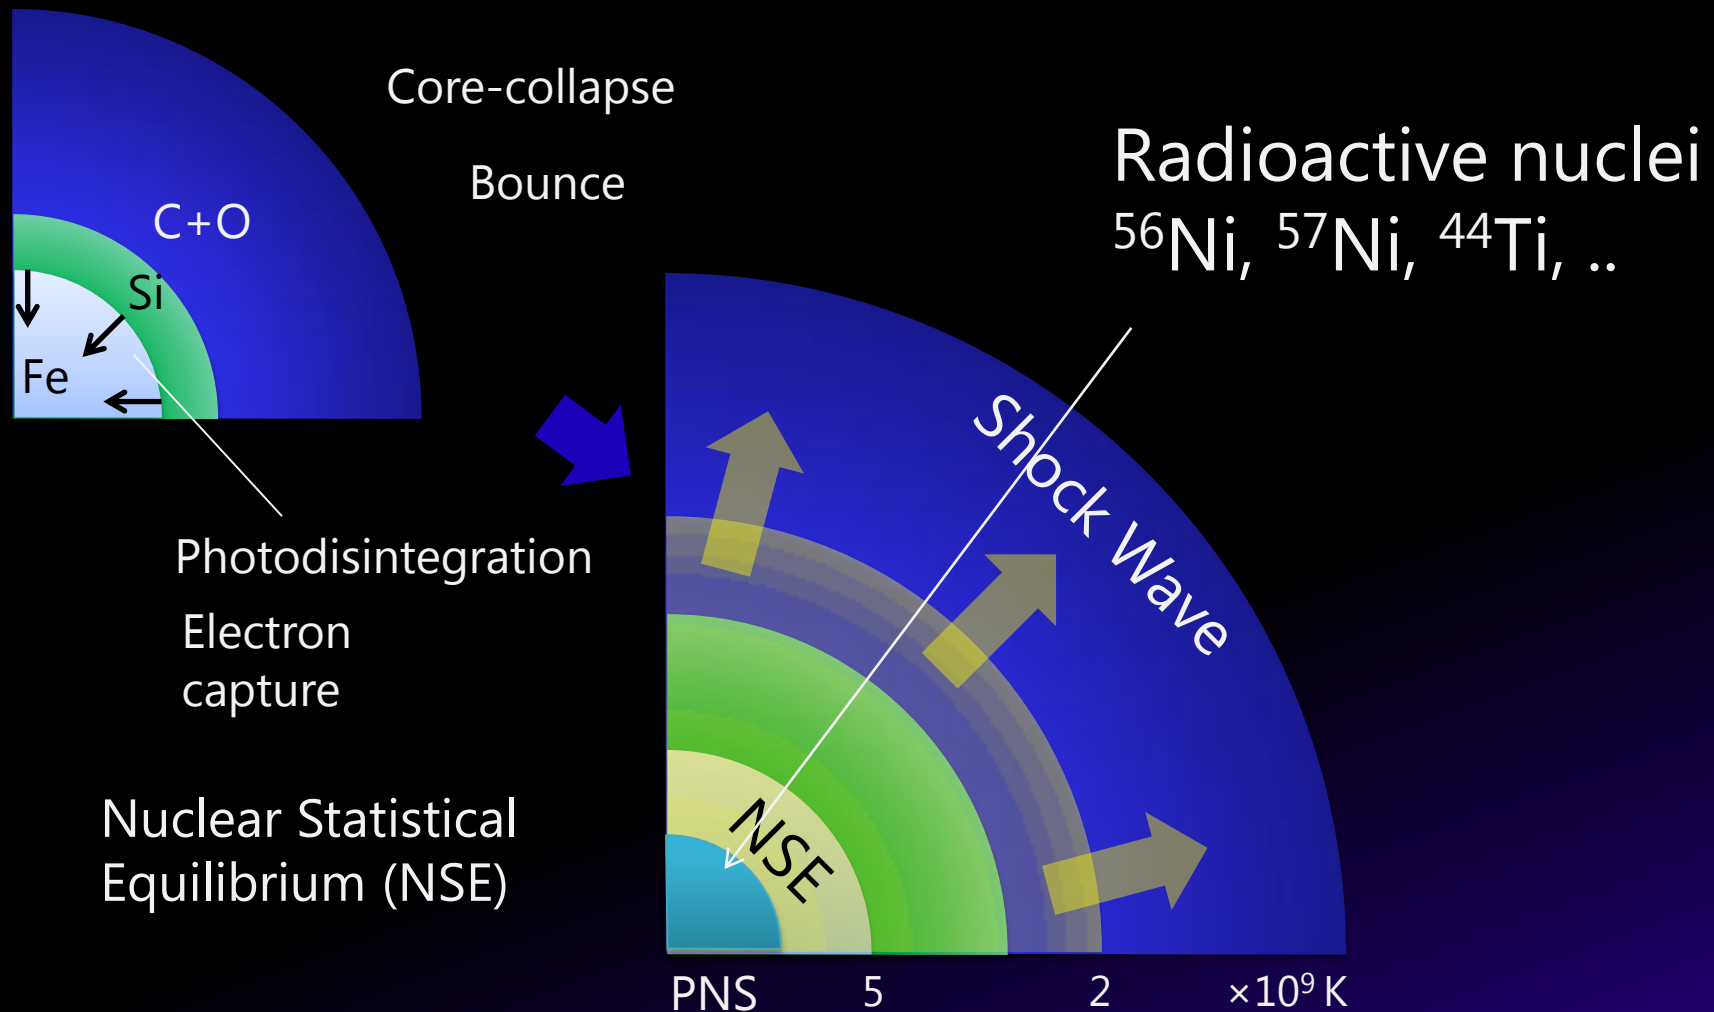 Core-collapse
Bounce
C+O
Si
Fe
Photodisintegration
Electron
capture
Nuclear Statistical
Equilibrium (NSE)
Radioactive nuclei
⁵⁶Ni, ⁵⁷Ni, ⁴⁴Ti, ..
Shock Wave
NSE
PNS 5 2 ×10⁹ K